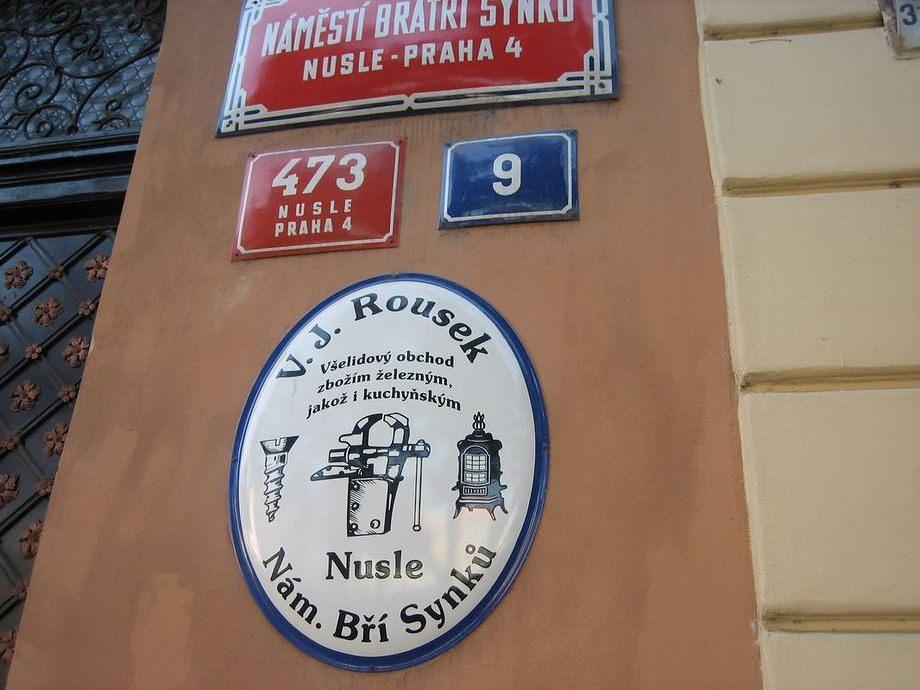 NÁMĚSTÍ BRATŘÍ SYNKŮ
NUSLE - PRAHA 4
473
NUSLE
PRAHA 4
9
V. J. Rousek
Všelidový obchod
zbožím železným,
jakož i kuchyňským
Nusle
Nám. Bří Synků
3